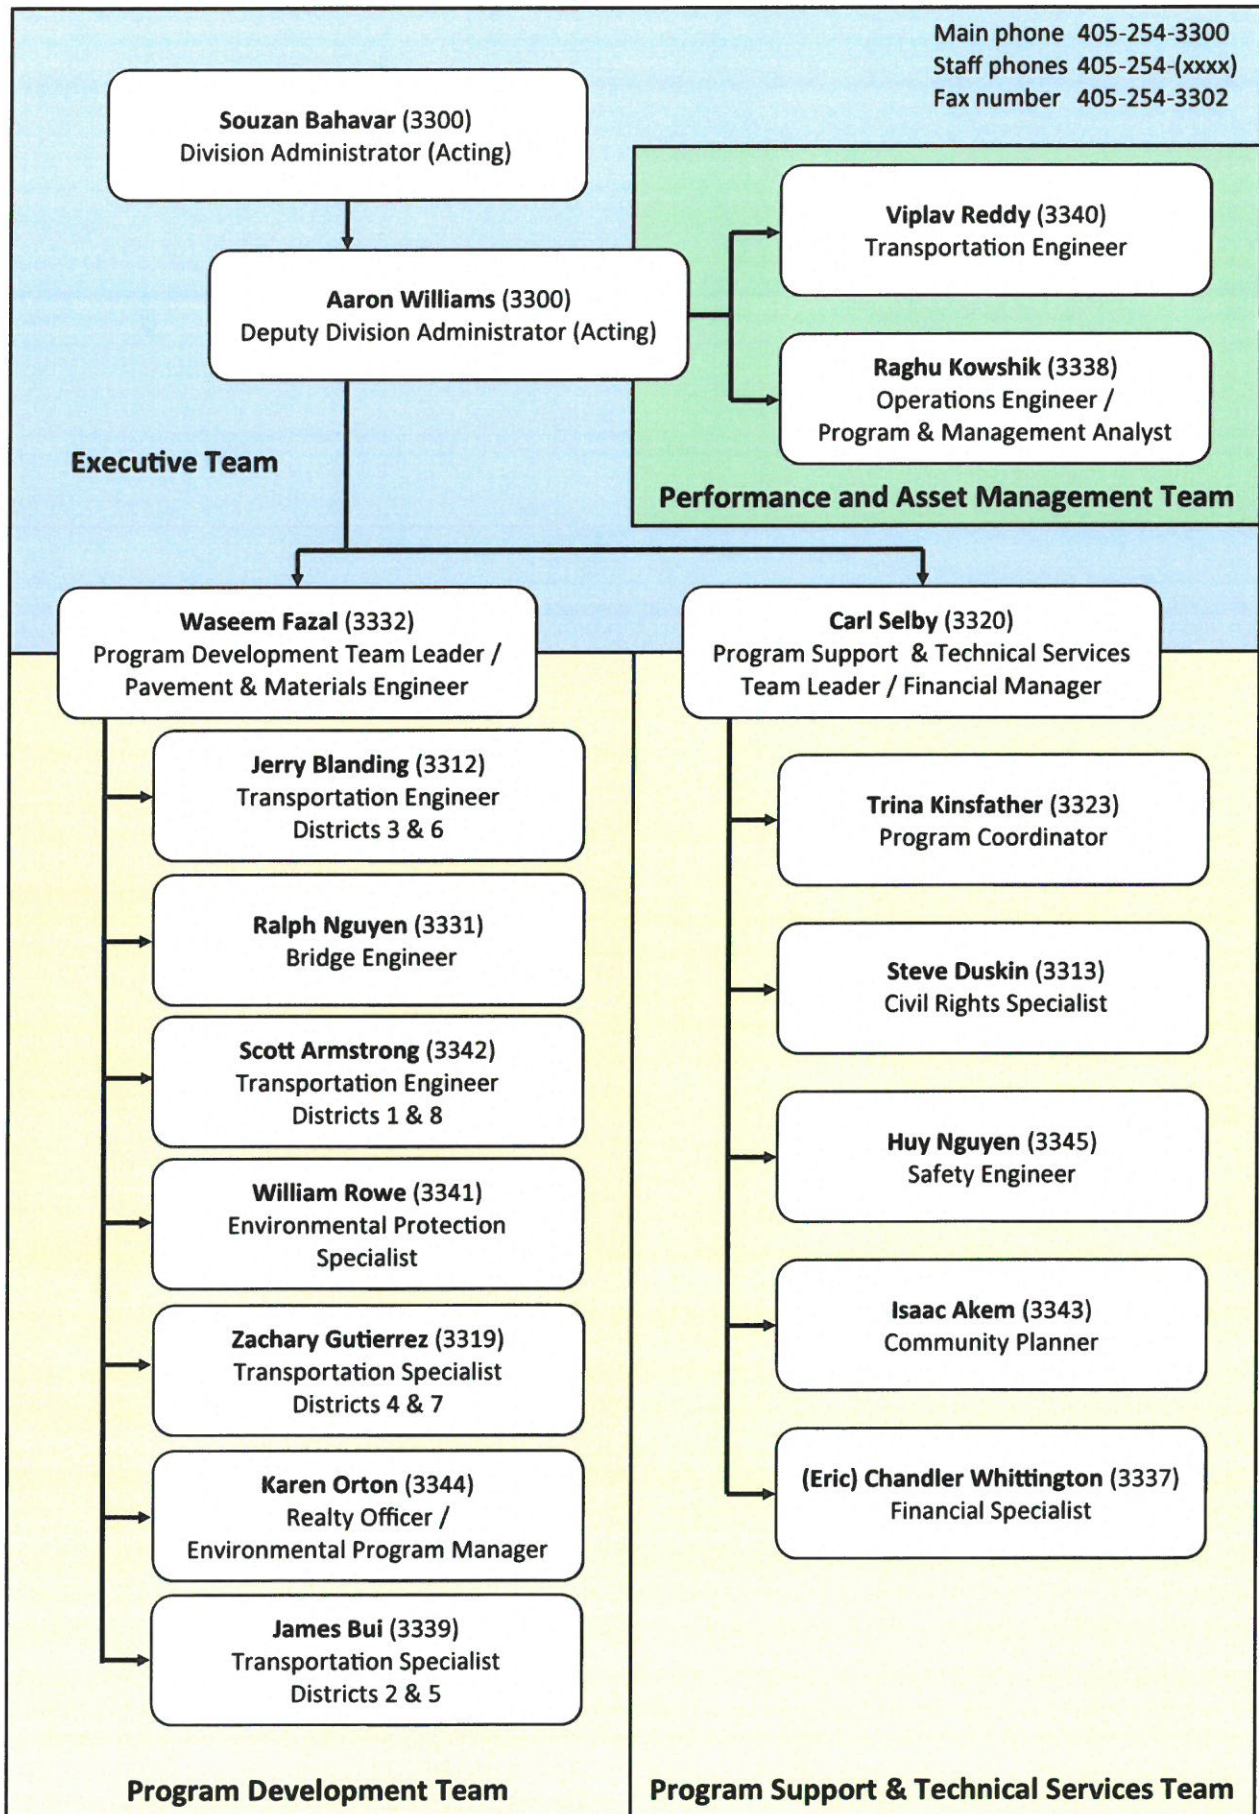 Main phone 405-254-3300
Staff phones 405-254-(xxxx)
Fax number 405-254-3302
Souzan Bahavar (3300)
Division Administrator (Acting)
Aaron Williams (3300)
Deputy Division Administrator (Acting)
Executive Team
Viplav Reddy (3340)
Transportation Engineer
Raghu Kowshik (3338)
Operations Engineer /
Program & Management Analyst
Performance and Asset Management Team
Waseem Fazal (3332)
Program Development Team Leader /
Pavement & Materials Engineer
Jerry Blanding (3312)
Transportation Engineer
Districts 3 & 6
Ralph Nguyen (3331)
Bridge Engineer
Scott Armstrong (3342)
Transportation Engineer
Districts 1 & 8
William Rowe (3341)
Environmental Protection
Specialist
Zachary Gutierrez (3319)
Transportation Specialist
Districts 4 & 7
Karen Orton (3344)
Realty Officer /
Environmental Program Manager
James Bui (3339)
Transportation Specialist
Districts 2 & 5
Program Development Team
Carl Selby (3320)
Program Support & Technical Services
Team Leader / Financial Manager
Trina Kinsfather (3323)
Program Coordinator
Steve Duskin (3313)
Civil Rights Specialist
Huy Nguyen (3345)
Safety Engineer
Isaac Akem (3343)
Community Planner
(Eric) Chandler Whittington (3337)
Financial Specialist
Program Support & Technical Services Team